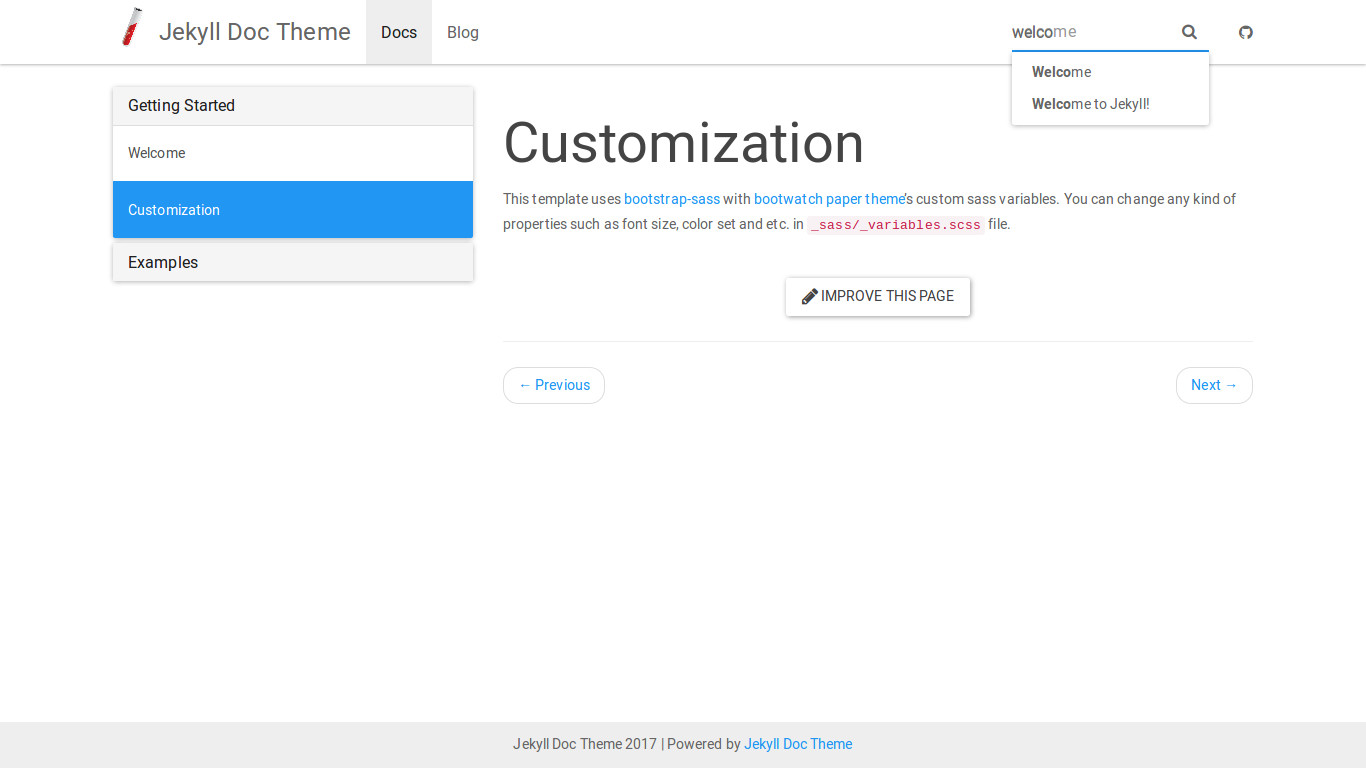 Jekyll Doc Theme
Docs
Blog
welcome
Welcome
Welcome to Jekyll!
Getting Started
Welcome
Customization
Examples
Customization
This template uses bootstrap-sass with bootwatch paper theme's custom sass variables. You can change any kind of
properties such as font size, color set and etc. in _sass/_variables.scss file.
IMPROVE THIS PAGE
← Previous
Next →
Jekyll Doc Theme 2017 | Powered by Jekyll Doc Theme